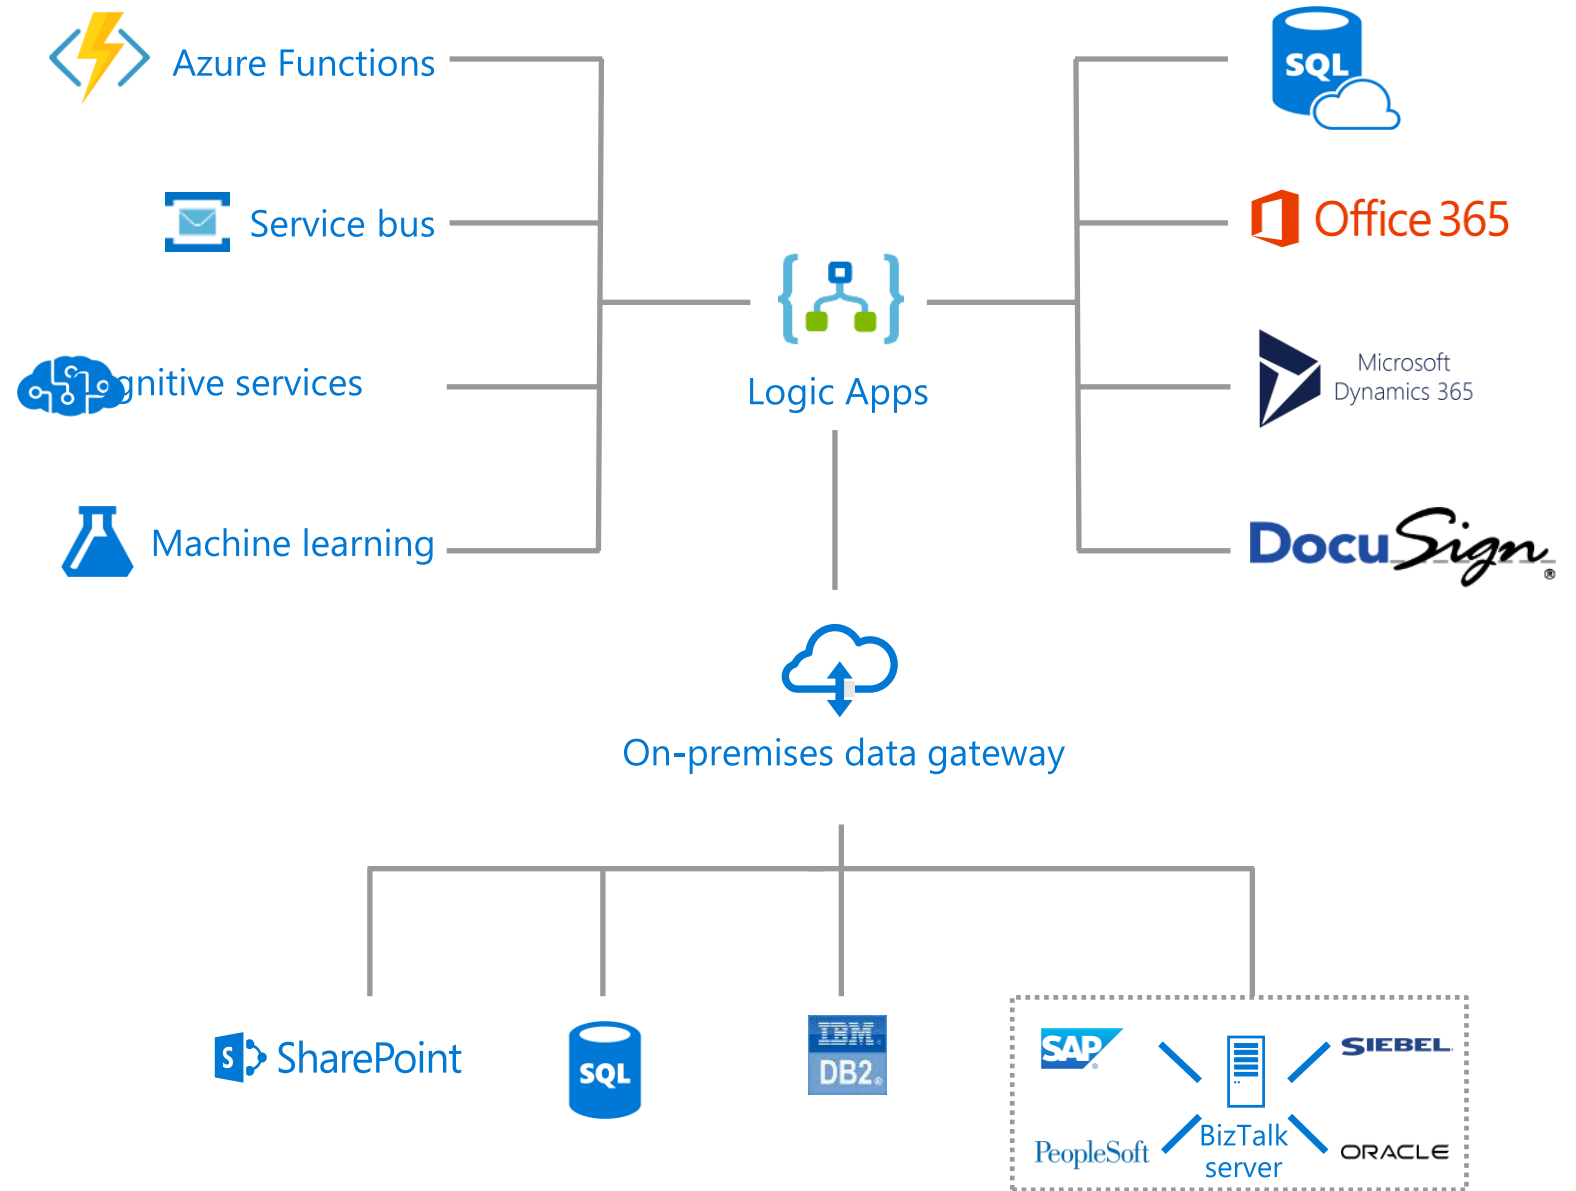 Azure Functions
SQL
Service bus
Office 365
gnitive services
Logic Apps
Microsoft
Dynamics 365
Machine learning
DocuSign®
On-premises data gateway
S SharePoint
SQL
IBM®
DB2®
SAP®
SIEBEL
PeopleSoft
BizTalk
server
ORACLE